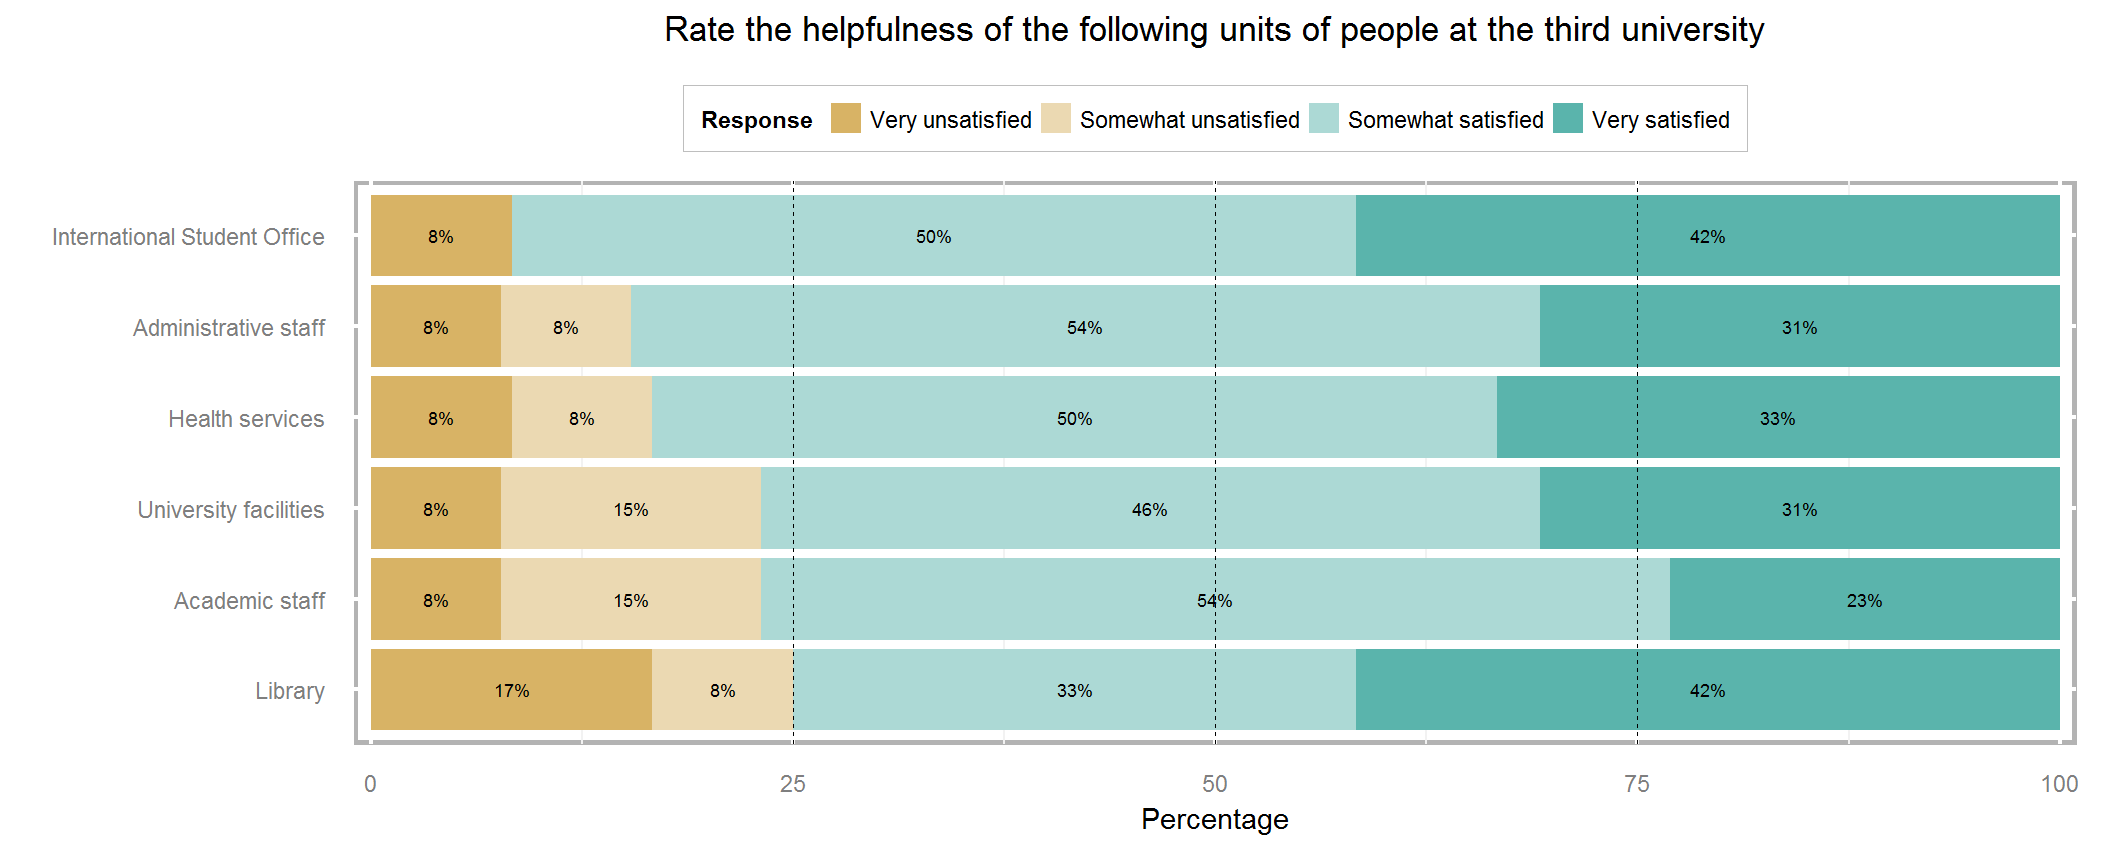 Rate the helpfulness of the following units of people at the third university
Response Very unsatisfied Somewhat unsatisfied Somewhat satisfied Very satisfied
International Student Office 8% 50% 42%
Administrative staff 8% 8% 54% 31%
Health services 8% 8% 50% 33%
University facilities 8% 15% 46% 31%
Academic staff 8% 15% 54% 23%
Library 17% 8% 33% 42%
0 25 50 75 100
Percentage